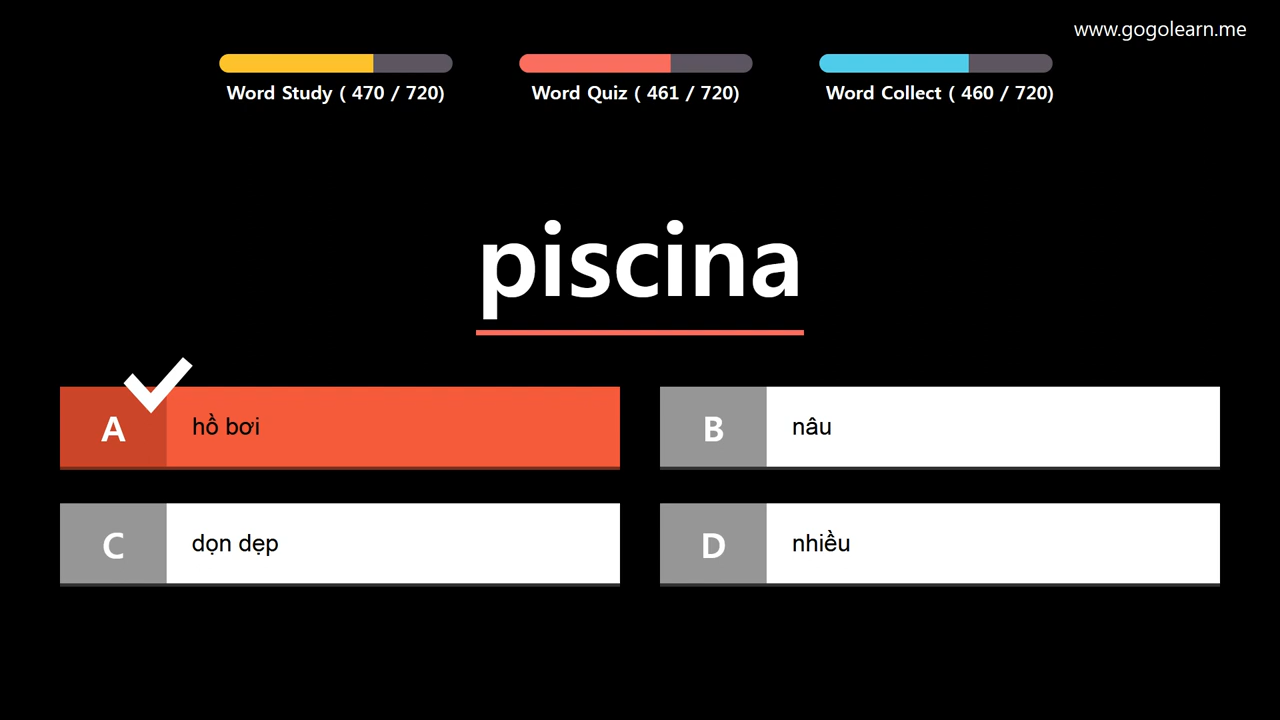 www.gogolearn.me
Word Study ( 470 / 720)
Word Quiz ( 461 / 720)
Word Collect ( 460 / 720)
piscina
A hồ bơi
B nâu
C dọn dẹp
D nhiều